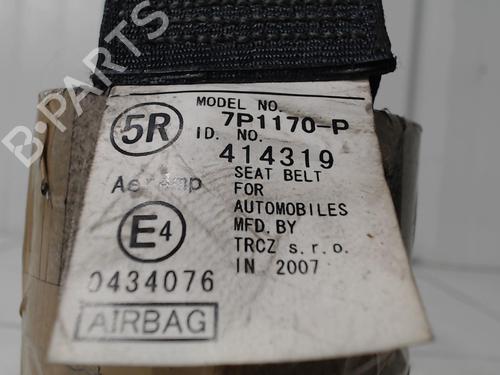 B·PARTS
MODEL NO.
5R
7P1170-P
ID. NO.
414319
SEAT BELT
FOR
AUTOMOBILES
MFD. BY
TRCZ s.r.o.
IN 2007
E4
0434076
AIRBAG